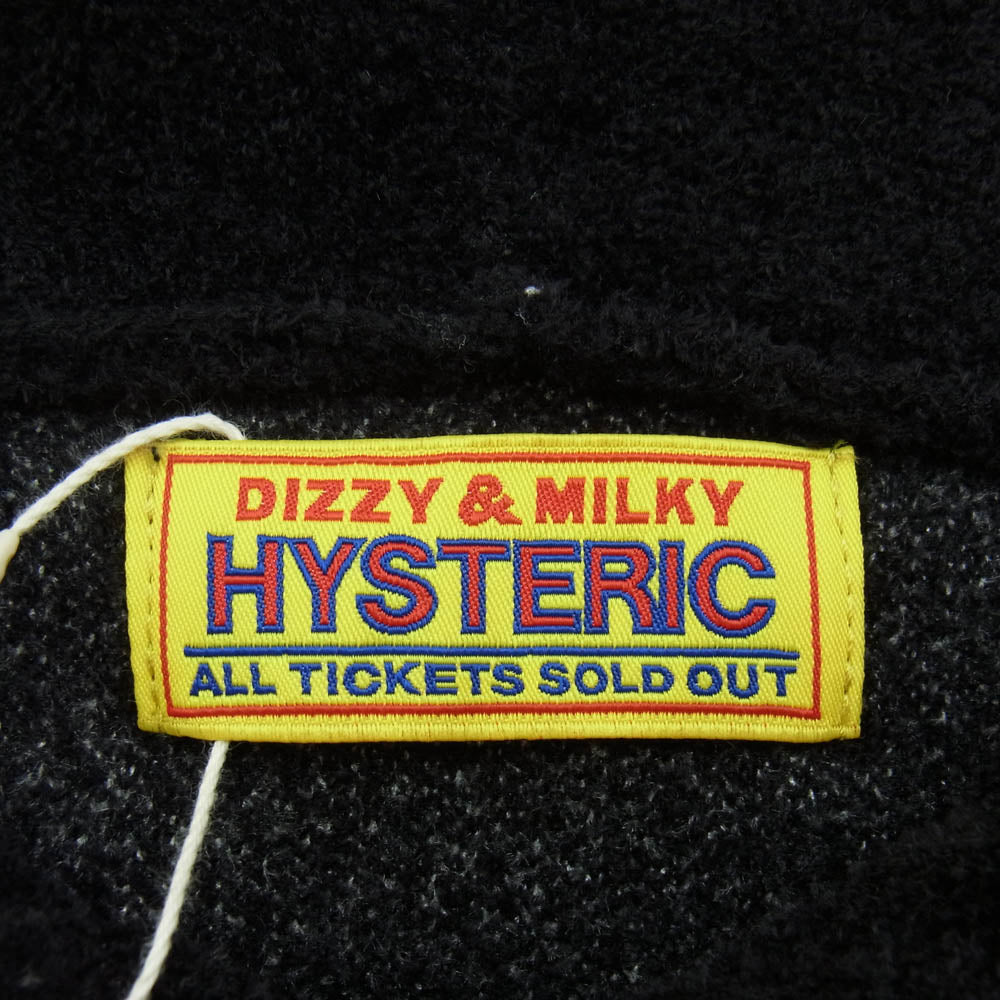 DIZZY & MILKY
HYSTERIC
ALL TICKETS SOLD OUT